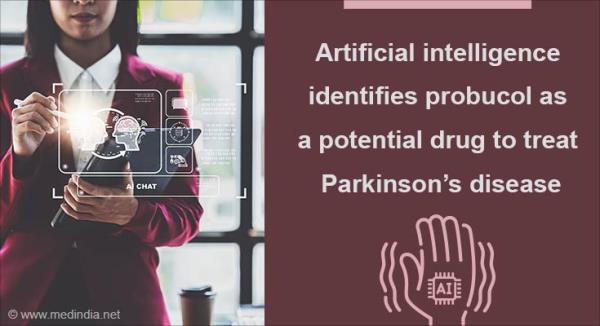 Artificial intelligence
identifies probucol as
a potential drug to treat
Parkinson's disease
AI CHAT
AI
© www.medindia.net